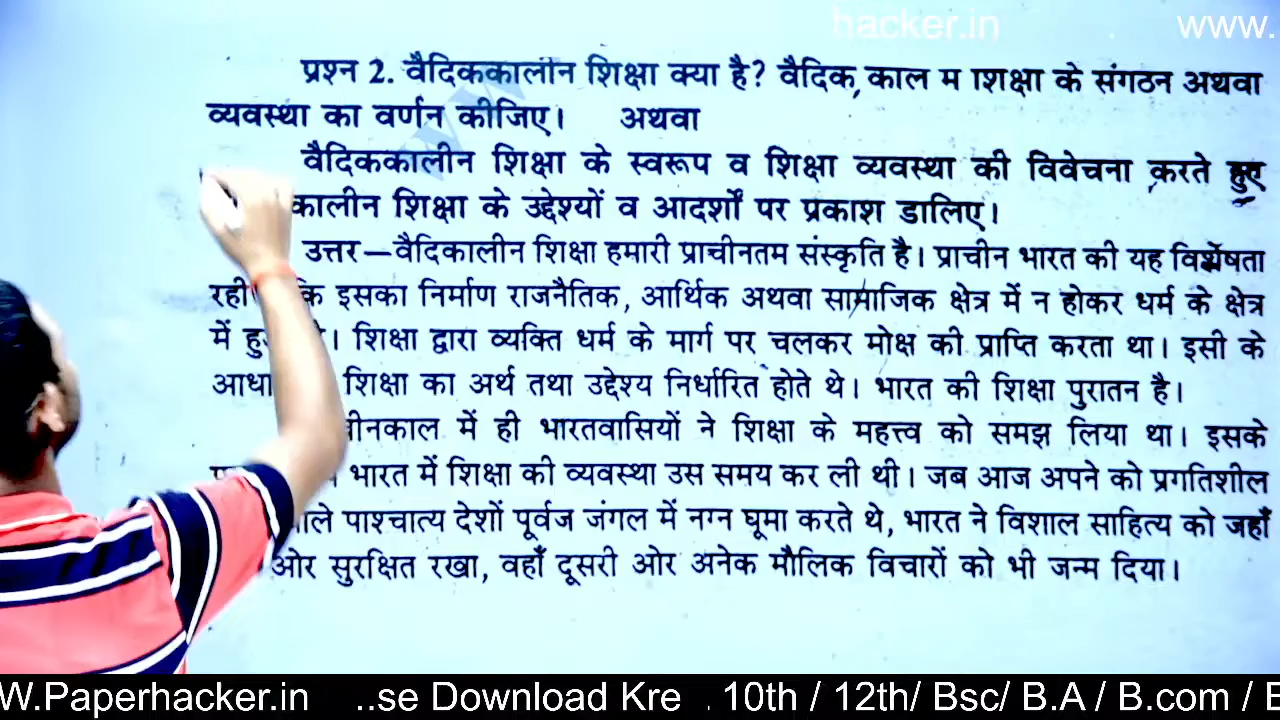 hacker.in www.
प्रश्न 2. वैदिककालीन शिक्षा क्या है? वैदिक काल म शिक्षा के संगठन अथवा
व्यवस्था का वर्णन कीजिए। अथवा
वैदिककालीन शिक्षा के स्वरूप व शिक्षा व्यवस्था की विवेचना करते हुए
कालीन शिक्षा के उद्देश्यों व आदर्शों पर प्रकाश डालिए।
उत्तर—वैदिकालीन शिक्षा हमारी प्राचीनतम संस्कृति है। प्राचीन भारत की यह विशेषता
रही कि इसका निर्माण राजनैतिक, आर्थिक अथवा सामाजिक क्षेत्र में न होकर धर्म के क्षेत्र
में । शिक्षा द्वारा व्यक्ति धर्म के मार्ग पर चलकर मोक्ष की प्राप्ति करता था। इसी के
शिक्षा का अर्थ तथा उद्देश्य निर्धारित होते थे। भारत की शिक्षा पुरातन है।
ीनकाल में ही भारतवासियों ने शिक्षा के महत्त्व को समझ लिया था। इसके
भारत में शिक्षा की व्यवस्था उस समय कर ली थी। जब आज अपने को प्रगतिशील
पाश्चात्य देशों पूर्वज जंगल में नग्न घूमा करते थे, भारत ने विशाल साहित्य को जहाँ
ओर सुरक्षित रखा, वहाँ दूसरी ओर अनेक मौलिक विचारों को भी जन्म दिया।
W.Paperhacker.in ..se Download Kre . 10th / 12th/ Bsc/ B.A / B.com / E